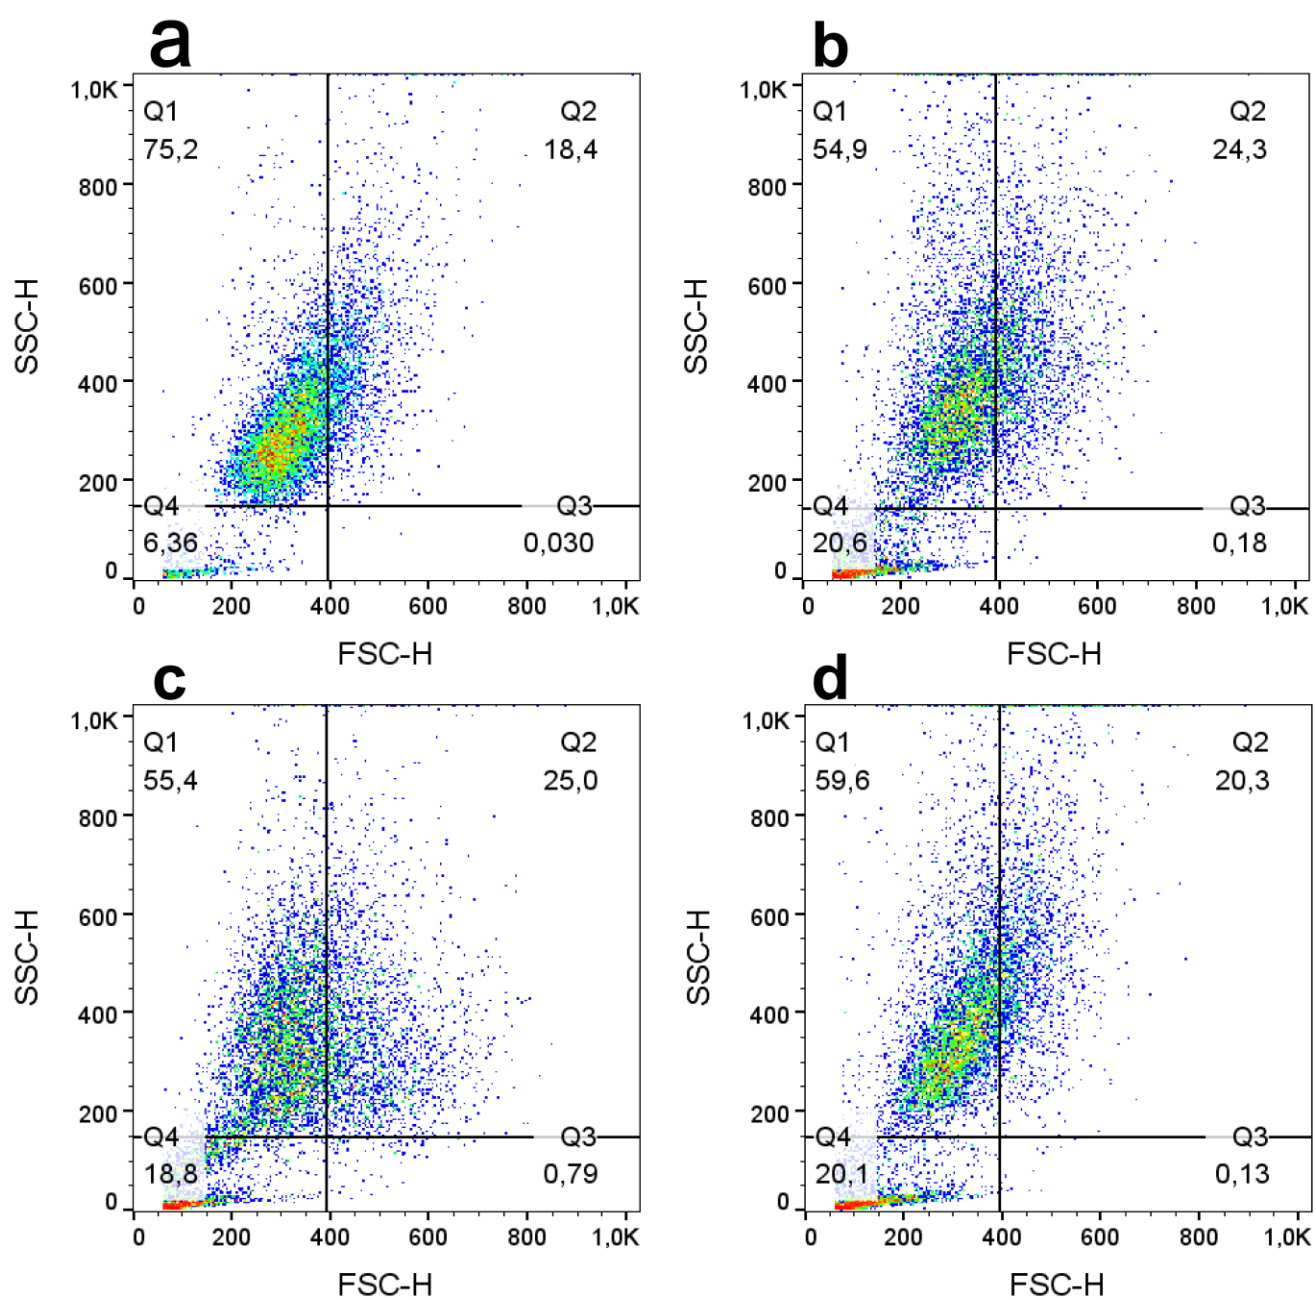 a
1,0K
Q1
Q2
75,2
18,4
800
600
SSC-H
400
200
Q4
Q3
6,36
0,030
0
0
200
400
600
800
1,0K
FSC-H
b
1,0K
Q1
Q2
54,9
24,3
800
600
SSC-H
400
200
Q4
Q3
20,6
0,18
0
0
200
400
600
800
1,0K
FSC-H
c
1,0K
Q1
Q2
55,4
25,0
800
600
SSC-H
400
200
Q4
Q3
18,8
0,79
0
0
200
400
600
800
1,0K
FSC-H
d
1,0K
Q1
Q2
59,6
20,3
800
600
SSC-H
400
200
Q4
Q3
20,1
0,13
0
0
200
400
600
800
1,0K
FSC-H